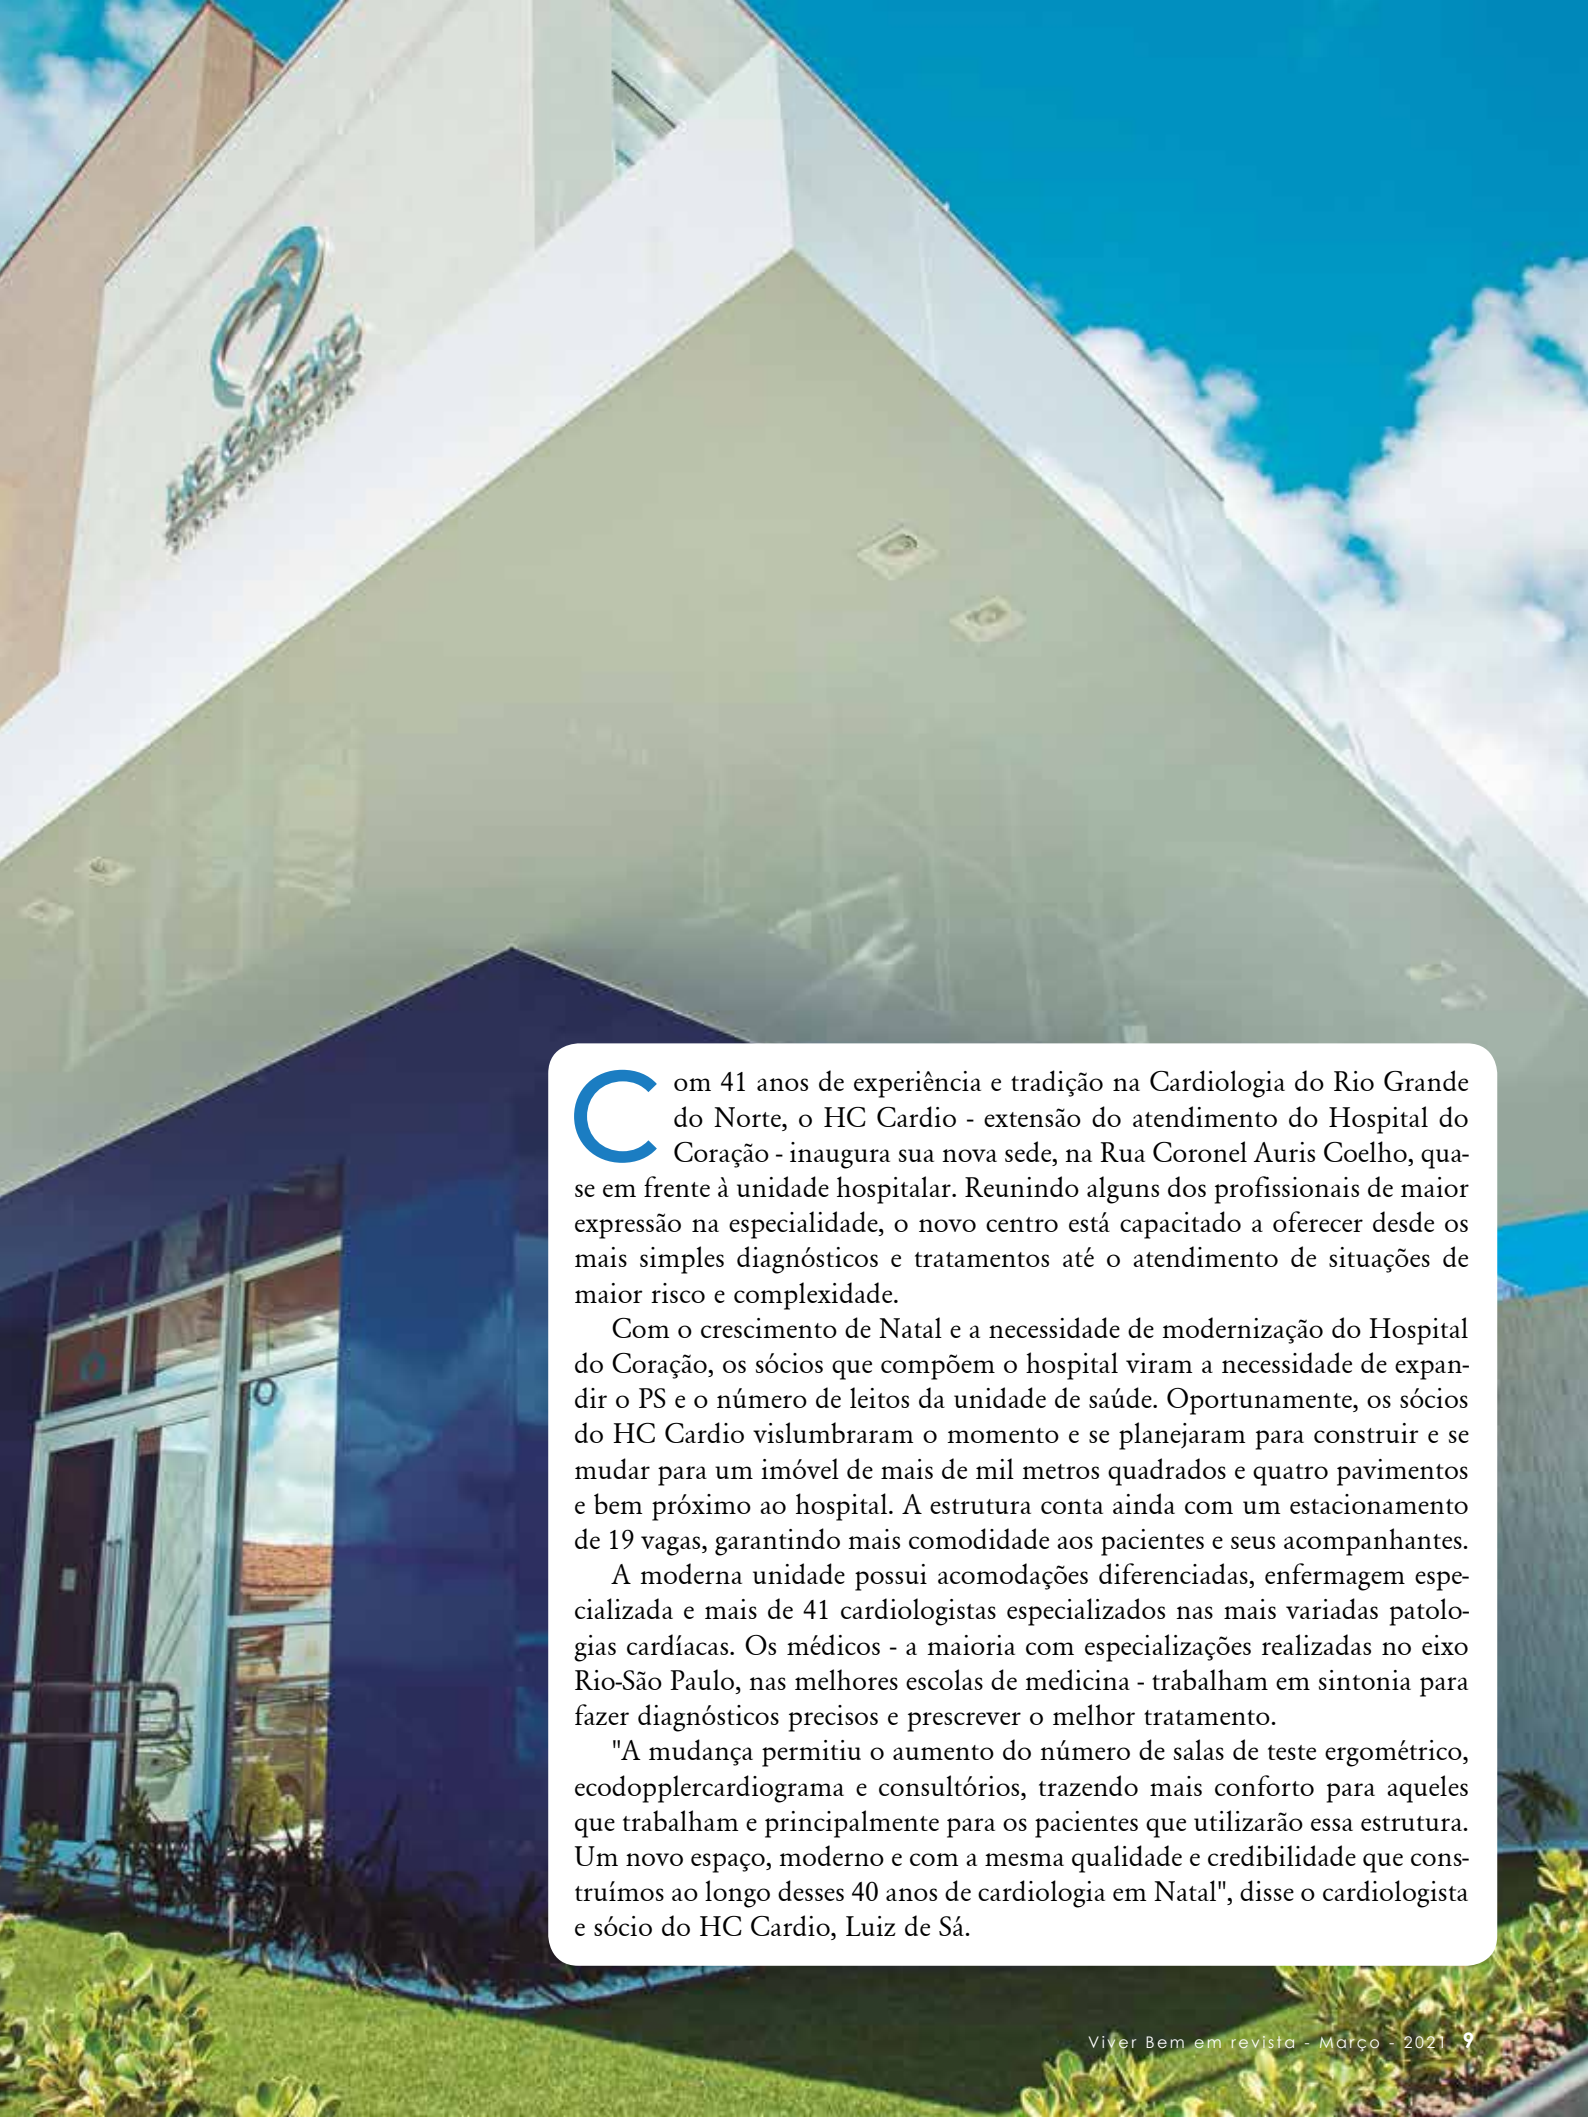 HC CARDIO
Com 41 anos de experiência e tradição na Cardiologia do Rio Grande
do Norte, o HC Cardio - extensão do atendimento do Hospital do
Coração - inaugura sua nova sede, na Rua Coronel Auris Coelho, qua-
se em frente à unidade hospitalar. Reunindo alguns dos profissionais de maior
expressão na especialidade, o novo centro está capacitado a oferecer desde os
mais simples diagnósticos e tratamentos até o atendimento de situações de
maior risco e complexidade.
Com o crescimento de Natal e a necessidade de modernização do Hospital
do Coração, os sócios que compõem o hospital viram a necessidade de expan-
dir o PS e o número de leitos da unidade de saúde. Oportunamente, os sócios
do HC Cardio vislumbraram o momento e se planejaram para construir e se
mudar para um imóvel de mais de mil metros quadrados e quatro pavimentos
e bem próximo ao hospital. A estrutura conta ainda com um estacionamento
de 19 vagas, garantindo mais comodidade aos pacientes e seus acompanhantes.
A moderna unidade possui acomodações diferenciadas, enfermagem espe-
cializada e mais de 41 cardiologistas especializados nas mais variadas patolo-
gias cardíacas. Os médicos - a maioria com especializações realizadas no eixo
Rio-São Paulo, nas melhores escolas de medicina - trabalham em sintonia para
fazer diagnósticos precisos e prescrever o melhor tratamento.
"A mudança permitiu o aumento do número de salas de teste ergométrico,
ecodopplercardiograma e consultórios, trazendo mais conforto para aqueles
que trabalham e principalmente para os pacientes que utilizarão essa estrutura.
Um novo espaço, moderno e com a mesma qualidade e credibilidade que cons-
truímos ao longo desses 40 anos de cardiologia em Natal", disse o cardiologista
e sócio do HC Cardio, Luiz de Sá.
Viver Bem em revista - Março - 2021 9